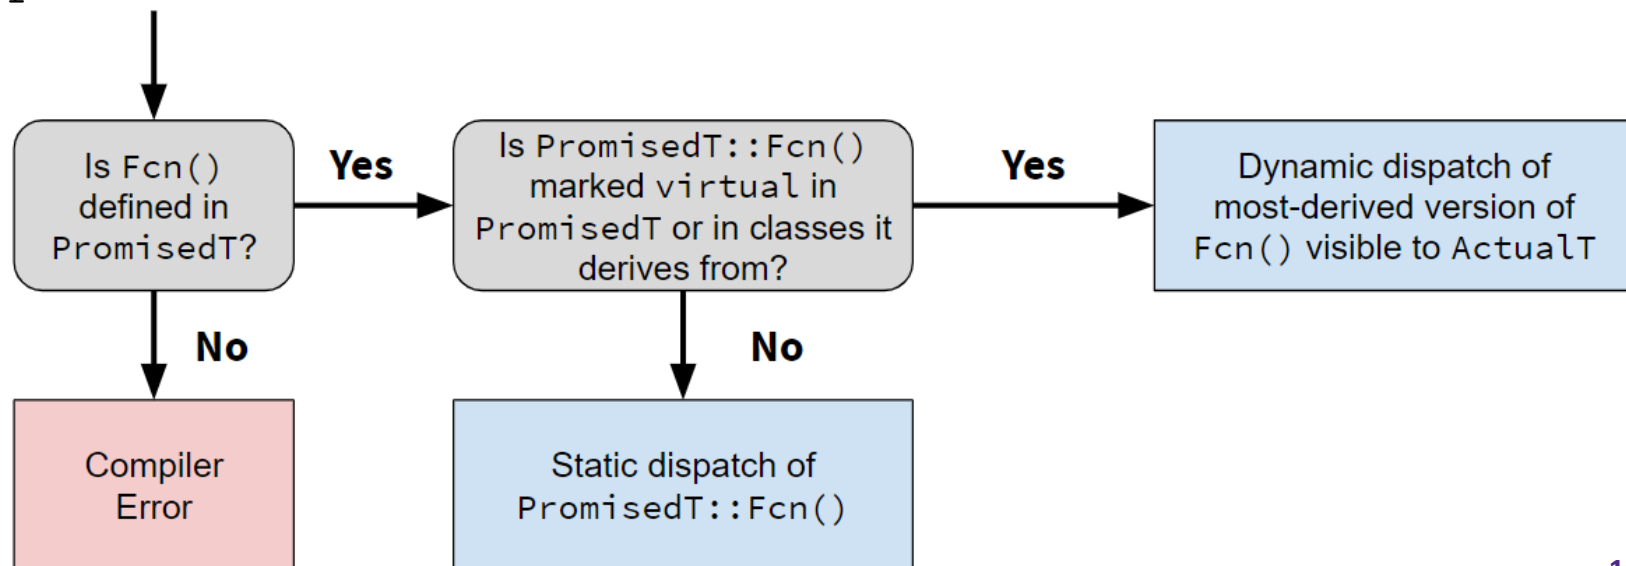 Is Fcn()
defined in
PromisedT?
Yes
Is PromisedT::Fcn()
marked virtual in
PromisedT or in classes it
derives from?
Yes
Dynamic dispatch of
most-derived version of
Fcn() visible to ActualT
No
No
Compiler
Error
Static dispatch of
PromisedT::Fcn()